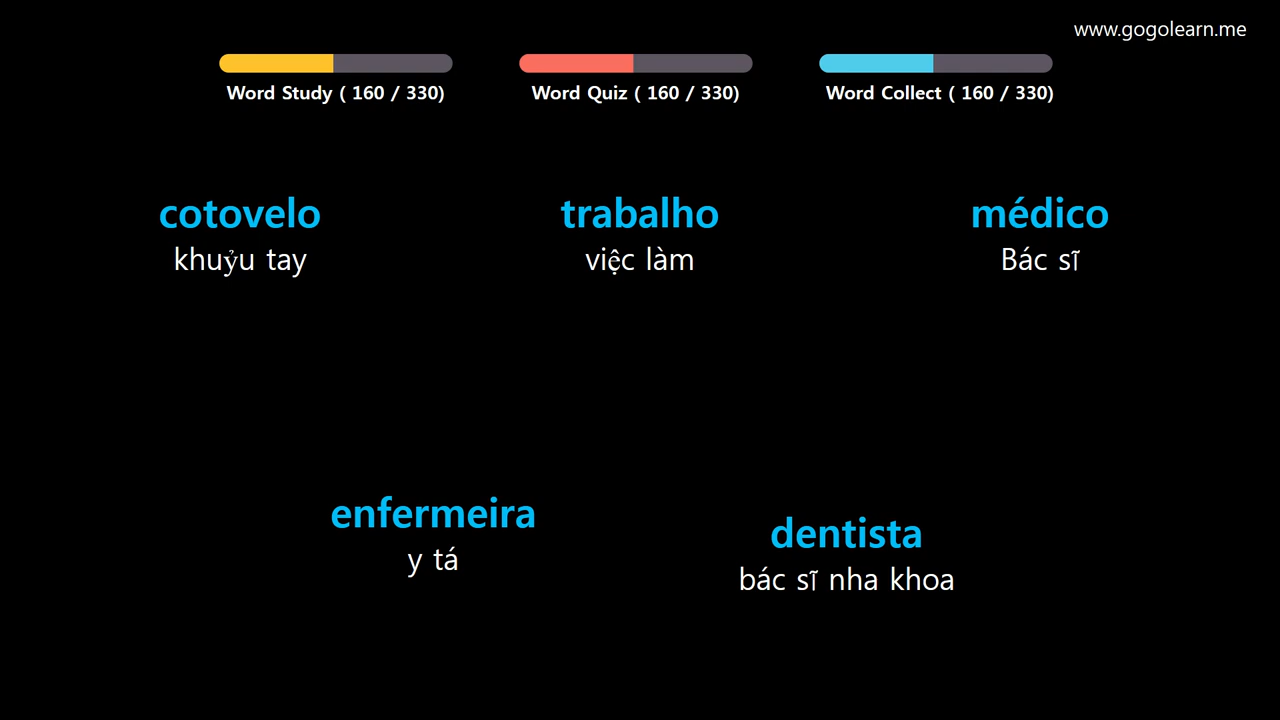 www.gogolearn.me
Word Study ( 160 / 330)
Word Quiz ( 160 / 330)
Word Collect ( 160 / 330)
cotovelo
khuỷu tay
trabalho
việc làm
médico
Bác sĩ
enfermeira
y tá
dentista
bác sĩ nha khoa